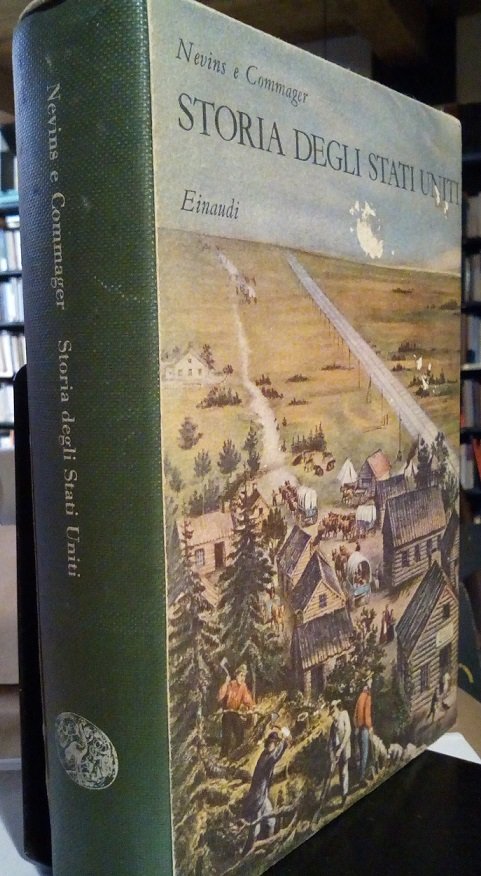 Nevins e Commager
STORIA DEGLI STATI UNITI
Einaudi
Nevins e Commager Storia degli Stati Uniti